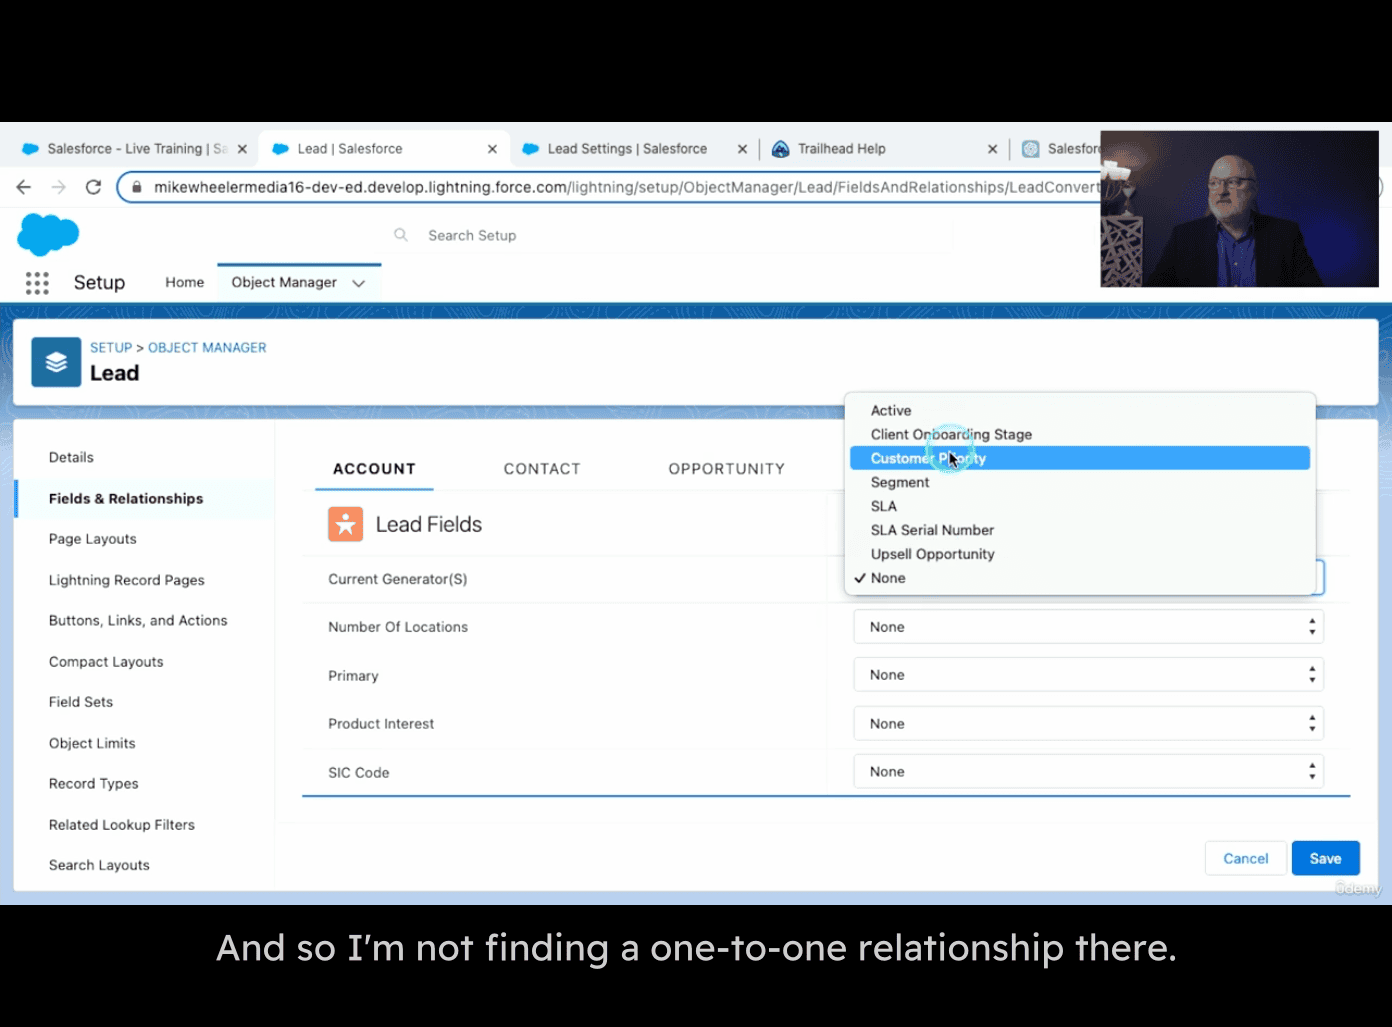 Salesforce - Live Training | Sa
Lead | Salesforce
Lead Settings | Salesforce
Trailhead Help
Salesforc
mikewheelermedia16-dev-ed.develop.lightning.force.com/lightning/setup/ObjectManager/Lead/FieldsAndRelationships/LeadConvert
Search Setup
Setup
Home
Object Manager
SETUP > OBJECT MANAGER
Lead
Details
Fields & Relationships
Page Layouts
Lightning Record Pages
Buttons, Links, and Actions
Compact Layouts
Field Sets
Object Limits
Record Types
Related Lookup Filters
Search Layouts
ACCOUNT
CONTACT
OPPORTUNITY
Lead Fields
Active
Client Onboarding Stage
Customer Priority
Segment
SLA
SLA Serial Number
Upsell Opportunity
✓ None
Current Generator(S)
Number Of Locations
None
Primary
None
Product Interest
None
SIC Code
None
Cancel
Save
ûdemy
And so I'm not finding a one-to-one relationship there.